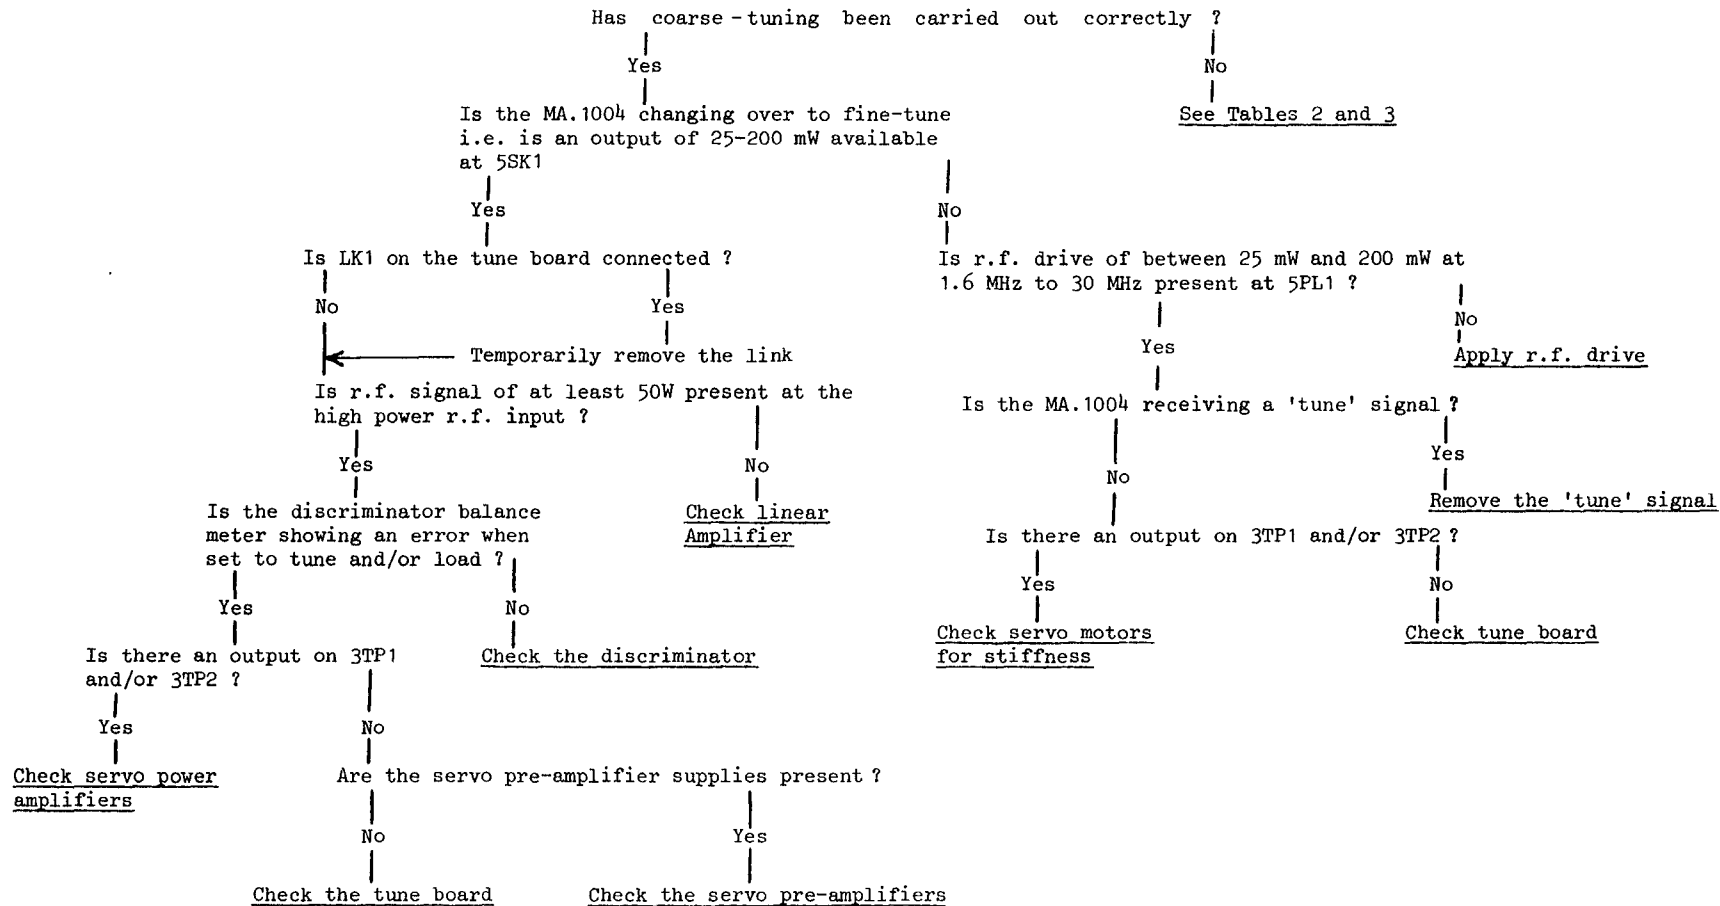 Has coarse-tuning been carried out correctly ?
Yes
No
Is the MA.1004 changing over to fine-tune
i.e. is an output of 25-200 mW available
at 5SK1
See Tables 2 and 3
Yes
No
Is LK1 on the tune board connected ?
Is r.f. drive of between 25 mW and 200 mW at
1.6 MHz to 30 MHz present at 5PL1 ?
No
Yes
Yes
No
Temporarily remove the link
Apply r.f. drive
Is r.f. signal of at least 50W present at the
high power r.f. input ?
Is the MA.1004 receiving a 'tune' signal ?
Yes
No
No
Yes
Is the discriminator balance
meter showing an error when
set to tune and/or load ?
Check linear
Amplifier
Remove the 'tune' signal
Is there an output on 3TP1 and/or 3TP2 ?
Yes
No
Yes
No
Is there an output on 3TP1
and/or 3TP2 ?
Check the discriminator
Check servo motors
for stiffness
Check tune board
Yes
No
Check servo power
amplifiers
Are the servo pre-amplifier supplies present ?
No
Yes
Check the tune board
Check the servo pre-amplifiers